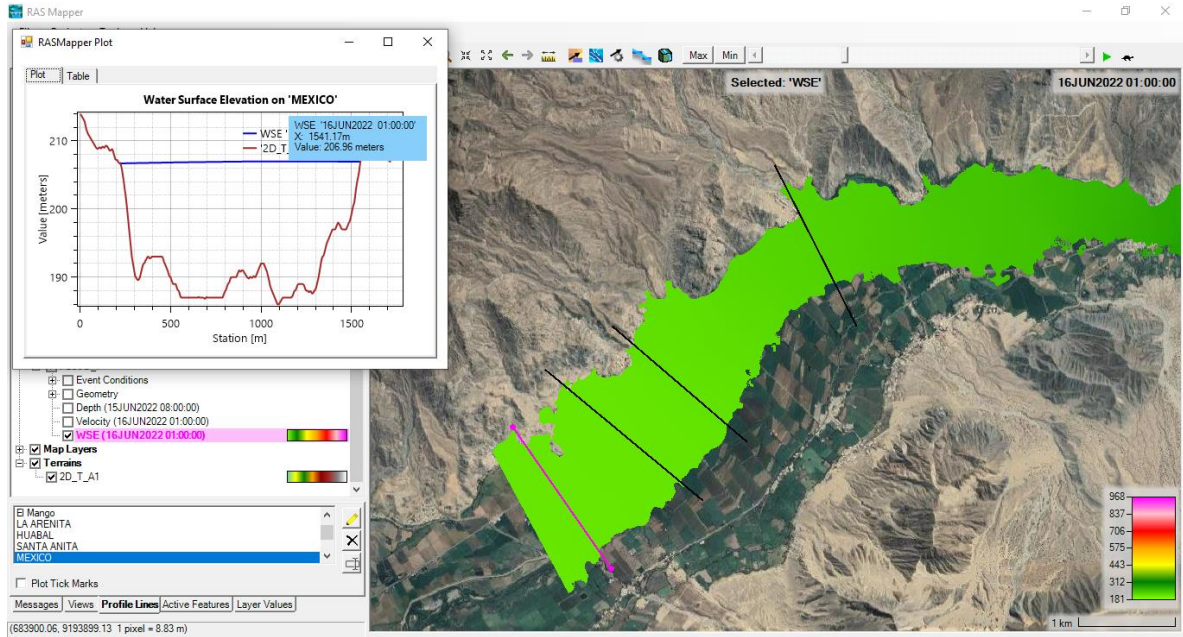 RAS Mapper
RASMapper Plot
Plot
Table
Water Surface Elevation on 'MEXICO'
WSE '
'2D_T_
WSE '16JUN2022 01:00:00'
X: 1541.17m
Value: 206.96 meters
Value [meters]
210
200
190
0
500
1000
1500
Station [m]
Max
Min
Selected: 'WSE'
16JUN2022 01:00:00
Event Conditions
Geometry
Depth (15JUN2022 08:00:00)
Velocity (16JUN2022 01:00:00)
WSE (16JUN2022 01:00:00)
Map Layers
Terrains
2D_T_A1
El Mango
LA ARENITA
HUABAL
SANTA ANITA
MEXICO
Plot Tick Marks
Messages
Views
Profile Lines
Active Features
Layer Values
(683900.06, 9193899.13 1 pixel = 8.83 m)
968
837
706
575
443
312
181
1 km